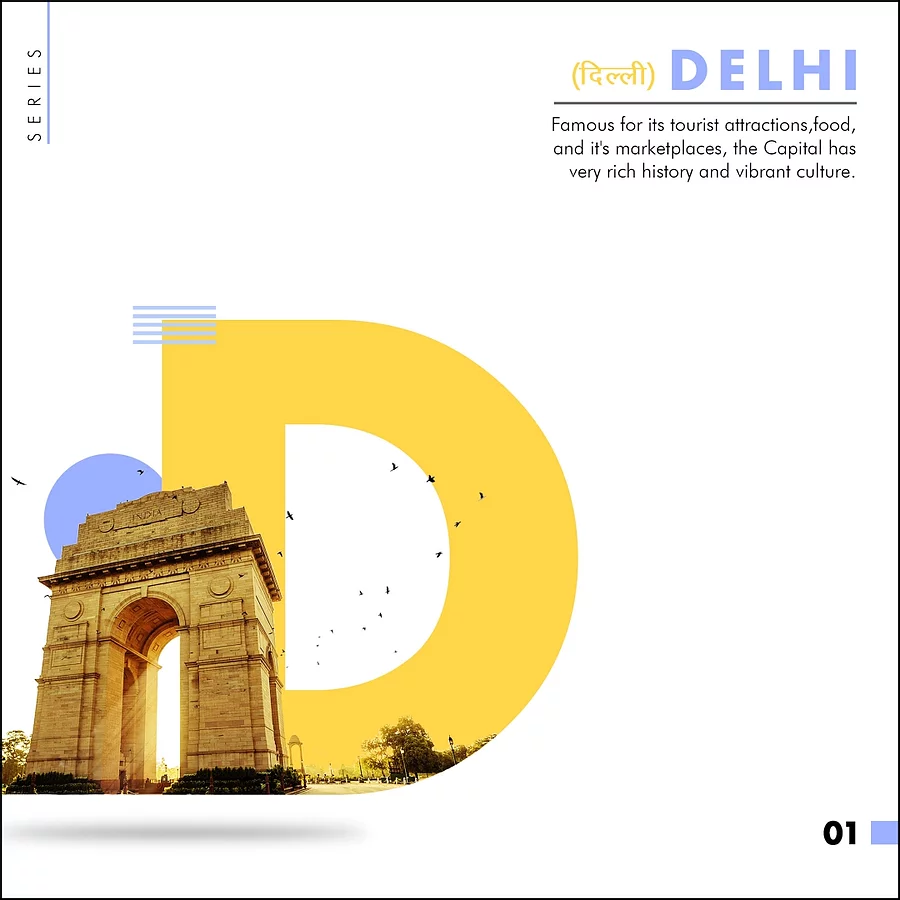 SERIES
(दिल्ली) DELHI
Famous for its tourist attractions,food,
and it's marketplaces, the Capital has
very rich history and vibrant culture.
D
INDIA
01